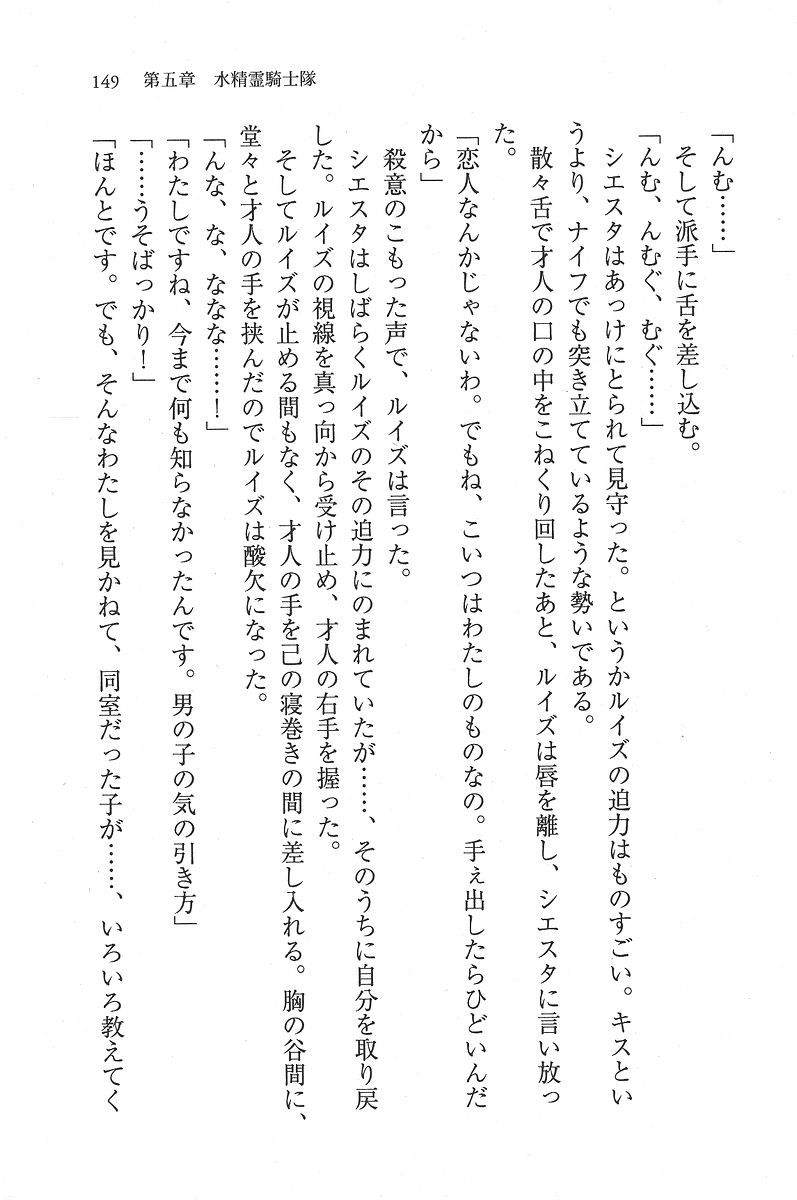 149　第五章　水精霊騎士隊
「んむ……」
そして派手に舌を差し込む。
「んむ、んむぐ、むぐ……」
シエスタはあっけにとられて見守った。というかルイズの迫力はものすごい。キスとい
うより、ナイフでも突き立てているような勢いである。
散々舌で才人の口の中をこねくり回したあと、ルイズは唇を離し、シエスタに言い放っ
た。
「恋人なんかじゃないわ。でもね、こいつはわたしのものなの。手ぇ出したらひどいんだ
から」
殺意のこもった声で、ルイズは言った。
シエスタはしばらくルイズのその迫力にのまれていたが……、そのうちに自分を取り戻
した。ルイズの視線を真っ向から受け止め、才人の右手を握った。
そしてルイズが止める間もなく、才人の手を己の寝巻きの間に差し入れる。胸の谷間に、
堂々と才人の手を挟んだのでルイズは酸欠になった。
「んな、な、ななな……！」
「わたしですね、今まで何も知らなかったんです。男の子の気の引き方」
「……うそばっかり！」
「ほんとです。でも、そんなわたしを見かねて、同室だった子が……、いろいろ教えてく